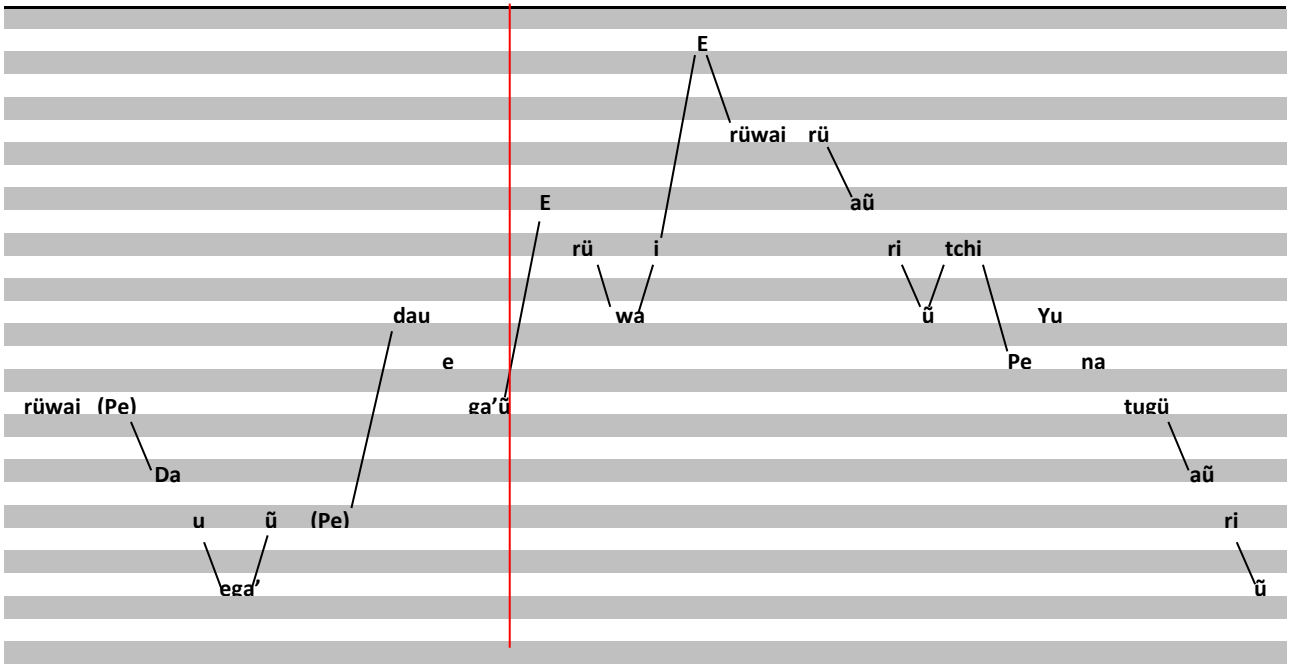 E
rüwai rü
E aũ
rü i ri tchi
dau wa ũ Yu
e Pe na
rüwai (Pe) ga’ũ tugü
Da aũ
u ũ (Pe) ri
ega’ ũ